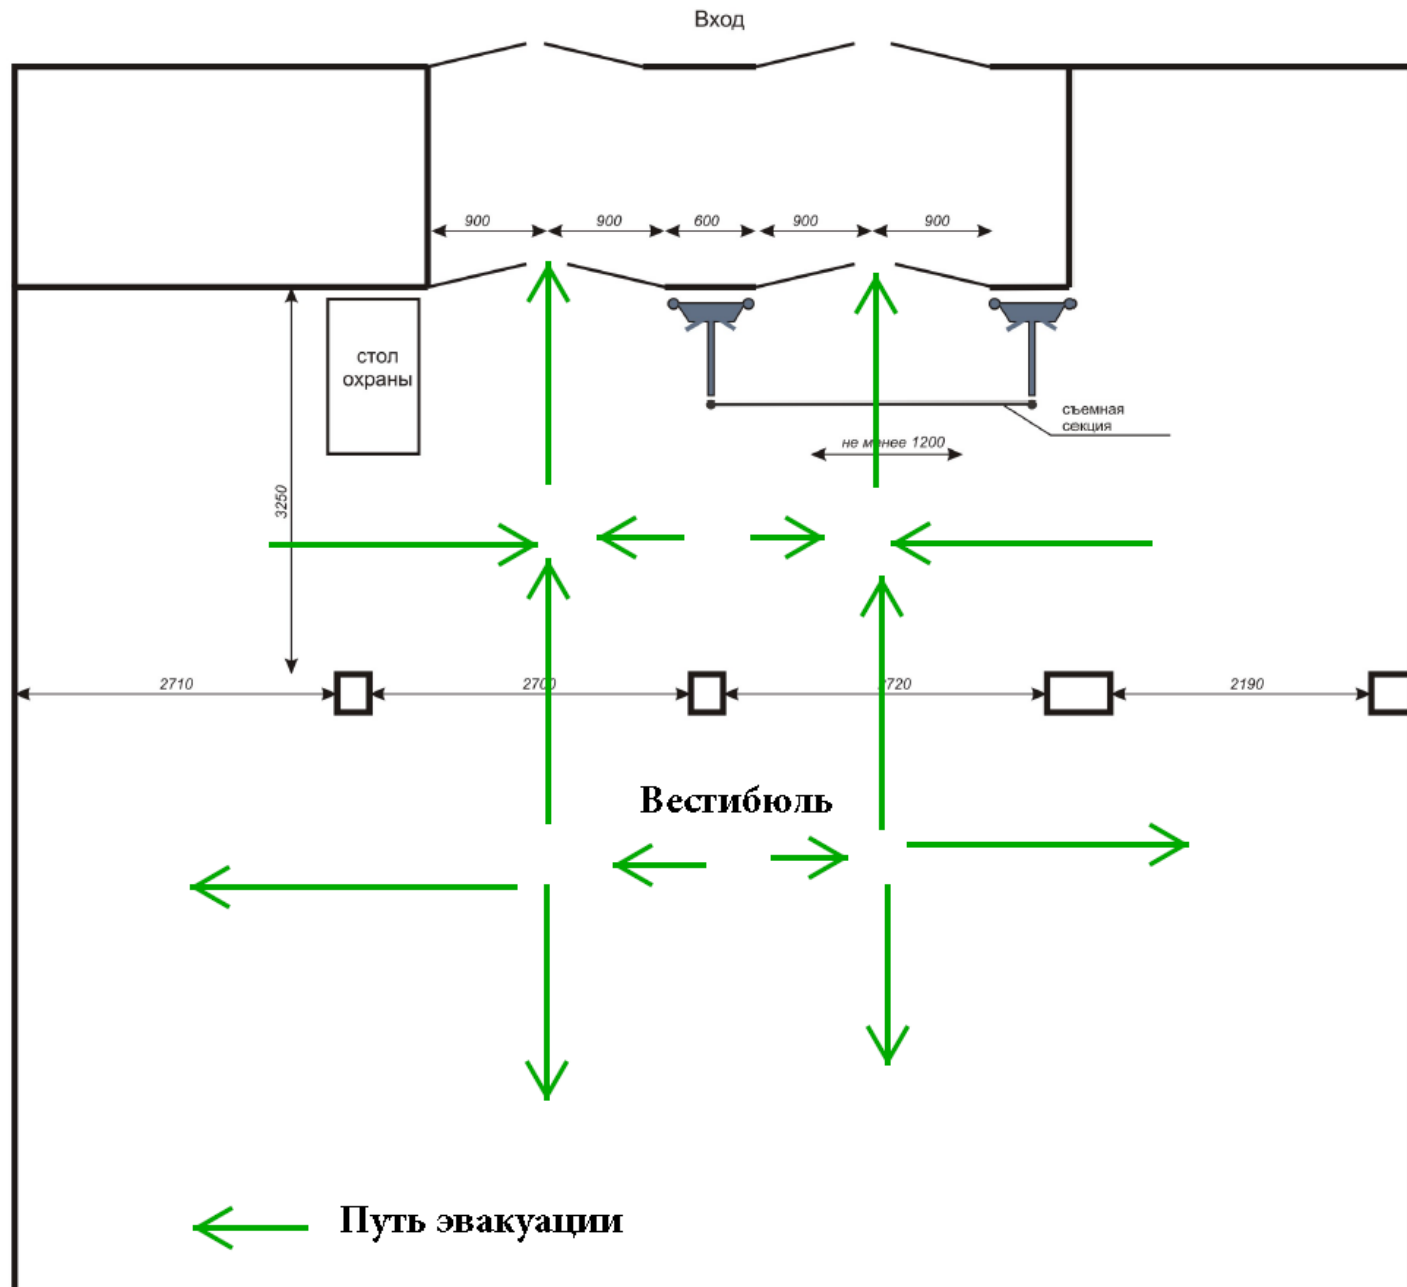 Вход
900
900
600
900
900
стол
охраны
съемная
секция
не менее 1200
3250
2710
2700
2720
2190
Вестибюль
Путь эвакуации